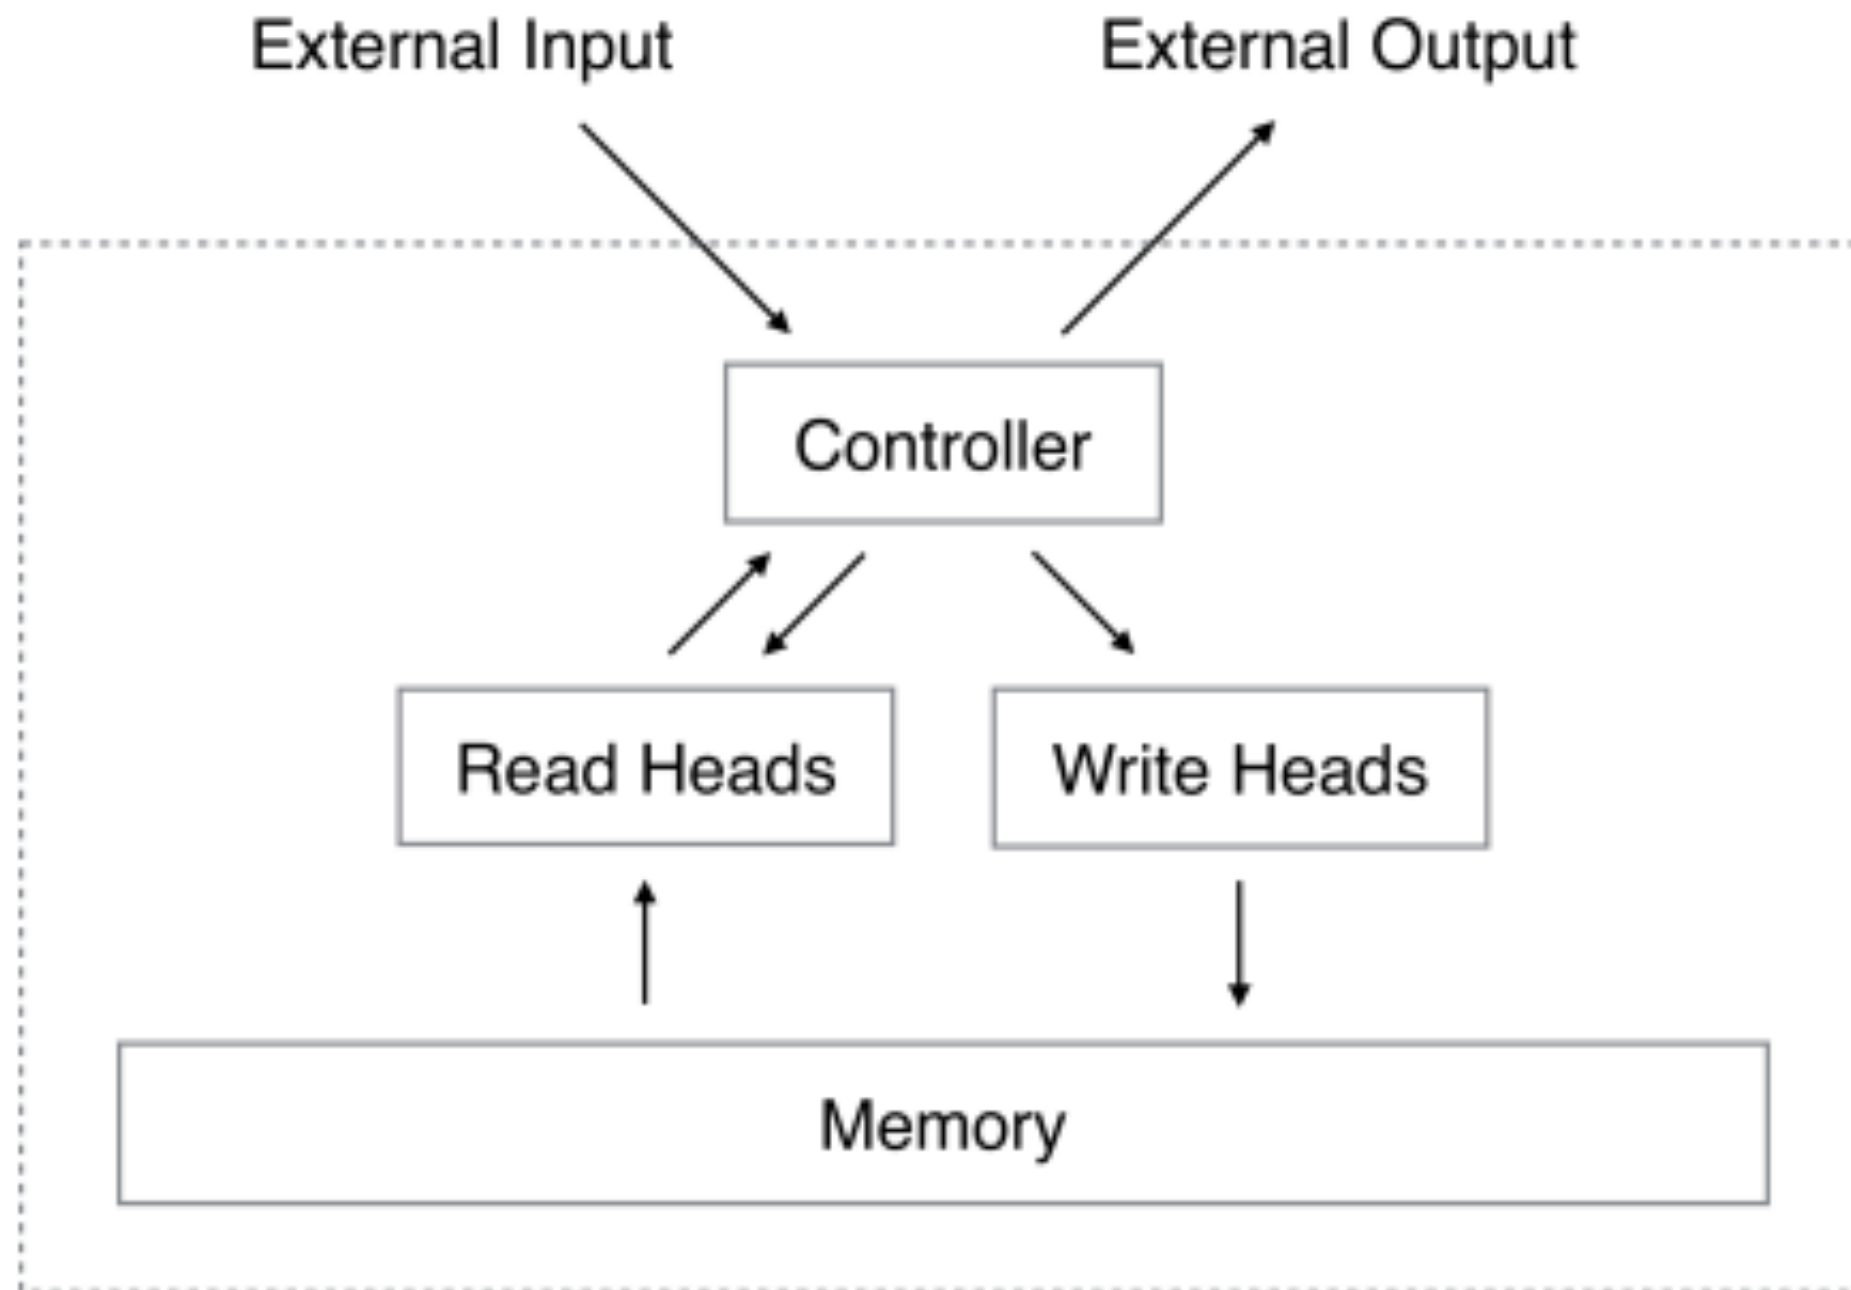 External Input
External Output
Controller
Read Heads
Write Heads
Memory